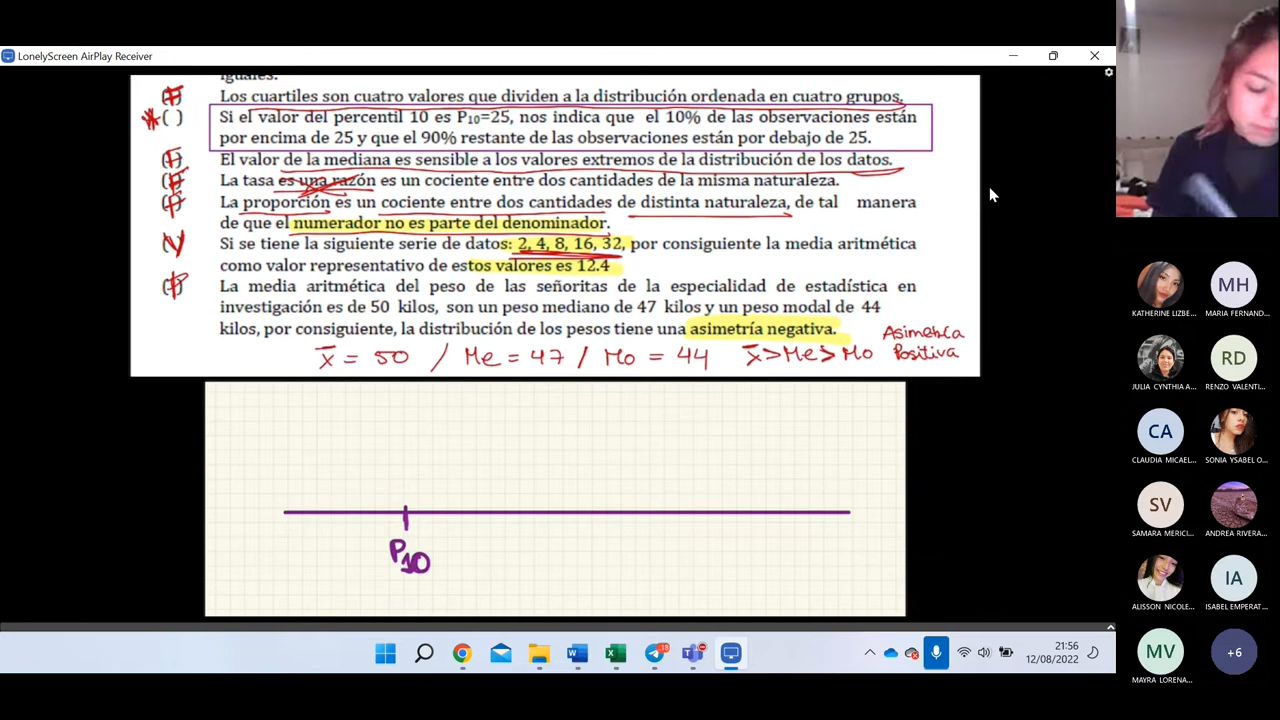 LonelyScreen AirPlay Receiver
iguales.
(F) Los cuartiles son cuatro valores que dividen a la distribución ordenada en cuatro grupos.
* ( ) Si el valor del percentil 10 es P₁₀=25, nos indica que el 10% de las observaciones están
por encima de 25 y que el 90% restante de las observaciones están por debajo de 25.
(F) El valor de la mediana es sensible a los valores extremos de la distribución de los datos.
(F) La tasa es una razón es un cociente entre dos cantidades de la misma naturaleza.
(F) La proporción es un cociente entre dos cantidades de distinta naturaleza, de tal manera
de que el numerador no es parte del denominador.
(V) Si se tiene la siguiente serie de datos: 2, 4, 8, 16, 32, por consiguiente la media aritmética
como valor representativo de estos valores es 12.4
(F) La media aritmética del peso de las señoritas de la especialidad de estadística en
investigación es de 50 kilos, son un peso mediano de 47 kilos y un peso modal de 44
kilos, por consiguiente, la distribución de los pesos tiene una asimetría negativa.
x̄ = 50 / Me = 47 / Mo = 44 x̄ > Me > Mo Asimetrica
Positiva
P₁₀
KATHERINE LIZBE...
MH
MARIA FERNAND...
JULIA CYNTHIA A...
RD
RENZO VALENTI...
CA
CLAUDIA MICAEL...
SONIA YSABEL O...
SV
SAMARA MERICI...
ANDREA RIVERA...
ALISSON NICOLE...
IA
ISABEL EMPERAT...
MV
MAYRA LORENA...
+6
18
21:56
12/08/2022